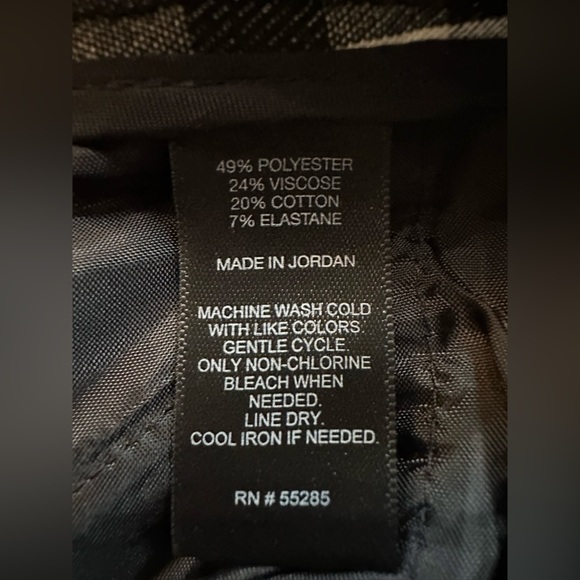 49% POLYESTER
24% VISCOSE
20% COTTON
7% ELASTANE
MADE IN JORDAN
MACHINE WASH COLD
WITH LIKE COLORS
GENTLE CYCLE.
ONLY NON-CHLORINE
BLEACH WHEN
NEEDED.
LINE DRY.
COOL IRON IF NEEDED.
RN # 55285